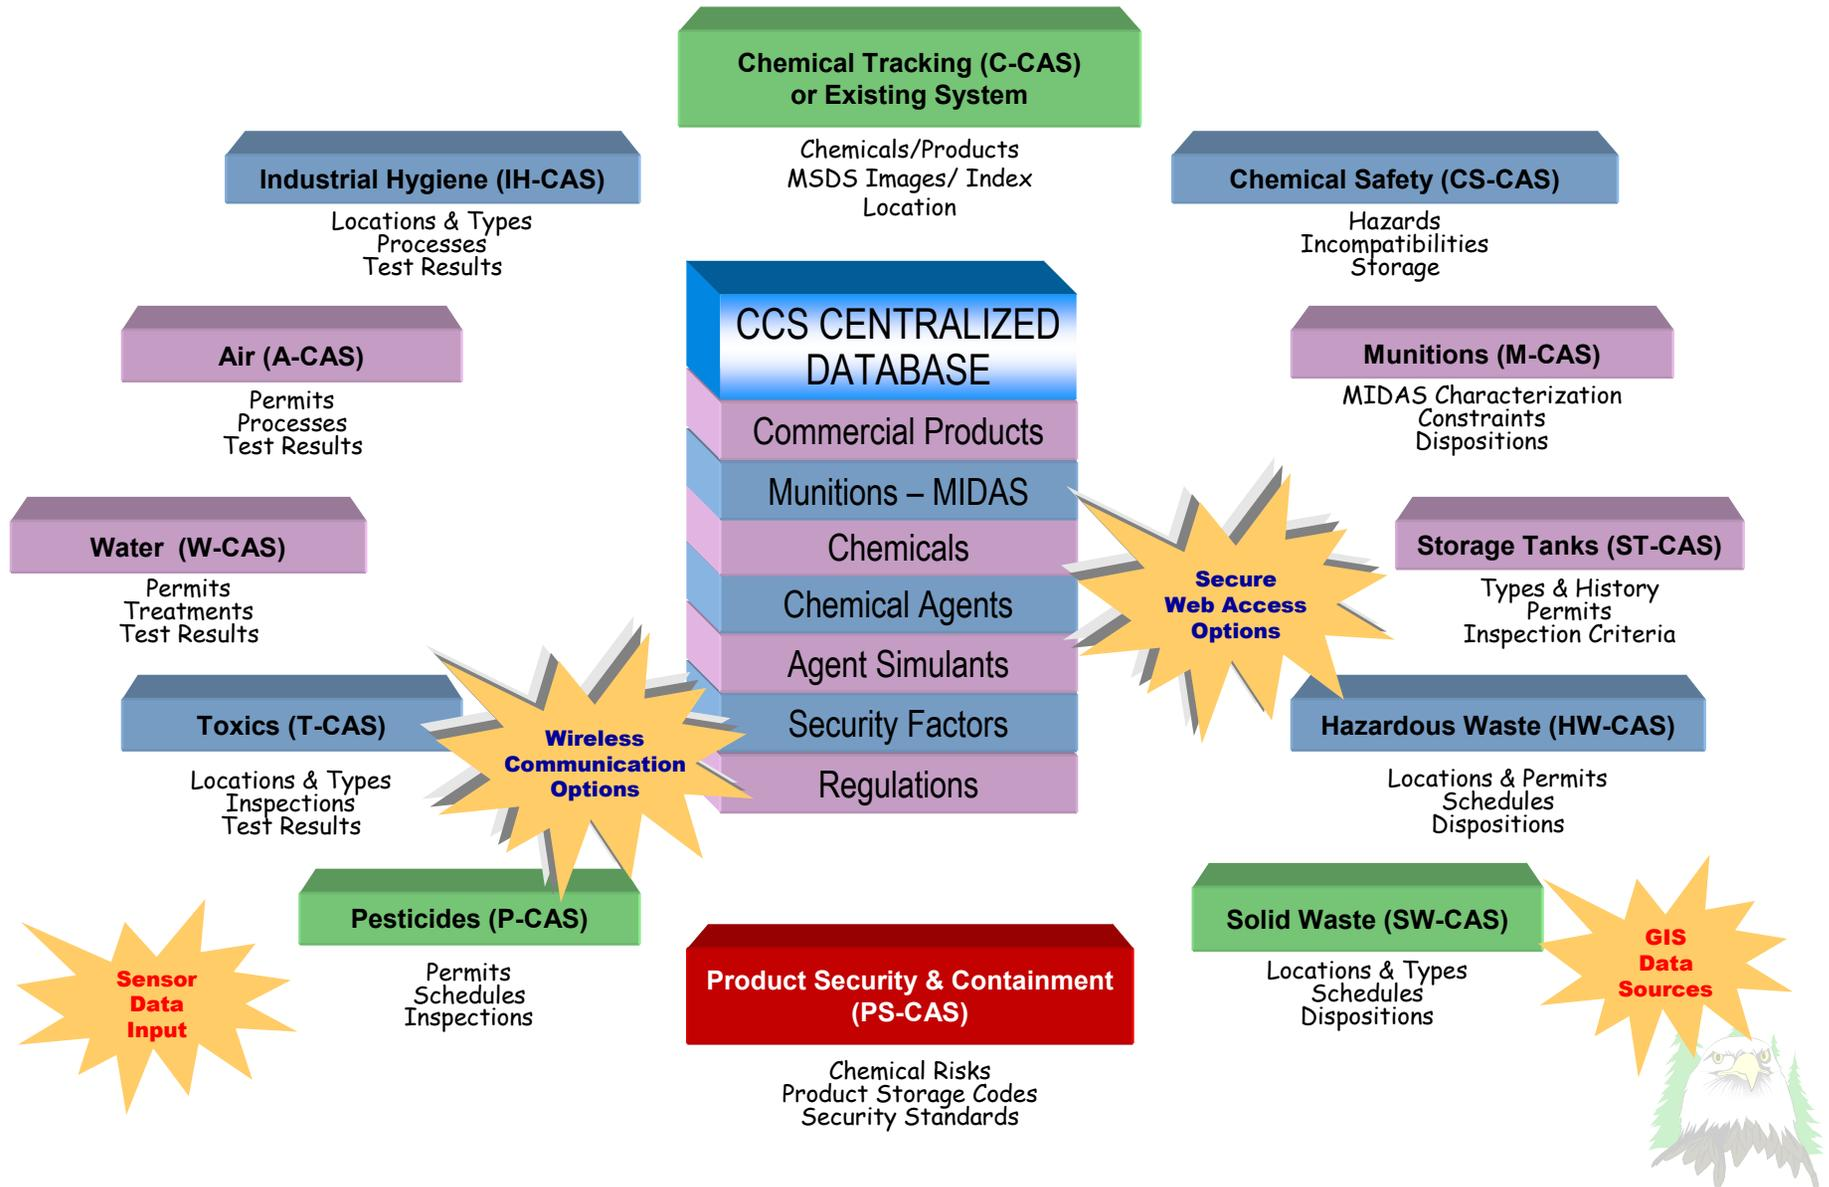 Chemical Tracking (C-CAS)
or Existing System
Chemicals/Products
MSDS Images/ Index
Location
Industrial Hygiene (IH-CAS)
Locations & Types
Processes
Test Results
Chemical Safety (CS-CAS)
Hazards
Incompatibilities
Storage
Air (A-CAS)
Permits
Processes
Test Results
CCS CENTRALIZED
DATABASE
Commercial Products
Munitions – MIDAS
Chemicals
Chemical Agents
Agent Simulants
Security Factors
Regulations
Munitions (M-CAS)
MIDAS Characterization
Constraints
Dispositions
Water (W-CAS)
Permits
Treatments
Test Results
Secure
Web Access
Options
Storage Tanks (ST-CAS)
Types & History
Permits
Inspection Criteria
Toxics (T-CAS)
Locations & Types
Inspections
Test Results
Wireless
Communication
Options
Hazardous Waste (HW-CAS)
Locations & Permits
Schedules
Dispositions
Sensor
Data
Input
Pesticides (P-CAS)
Permits
Schedules
Inspections
Product Security & Containment
(PS-CAS)
Chemical Risks
Product Storage Codes
Security Standards
Solid Waste (SW-CAS)
Locations & Types
Schedules
Dispositions
GIS
Data
Sources